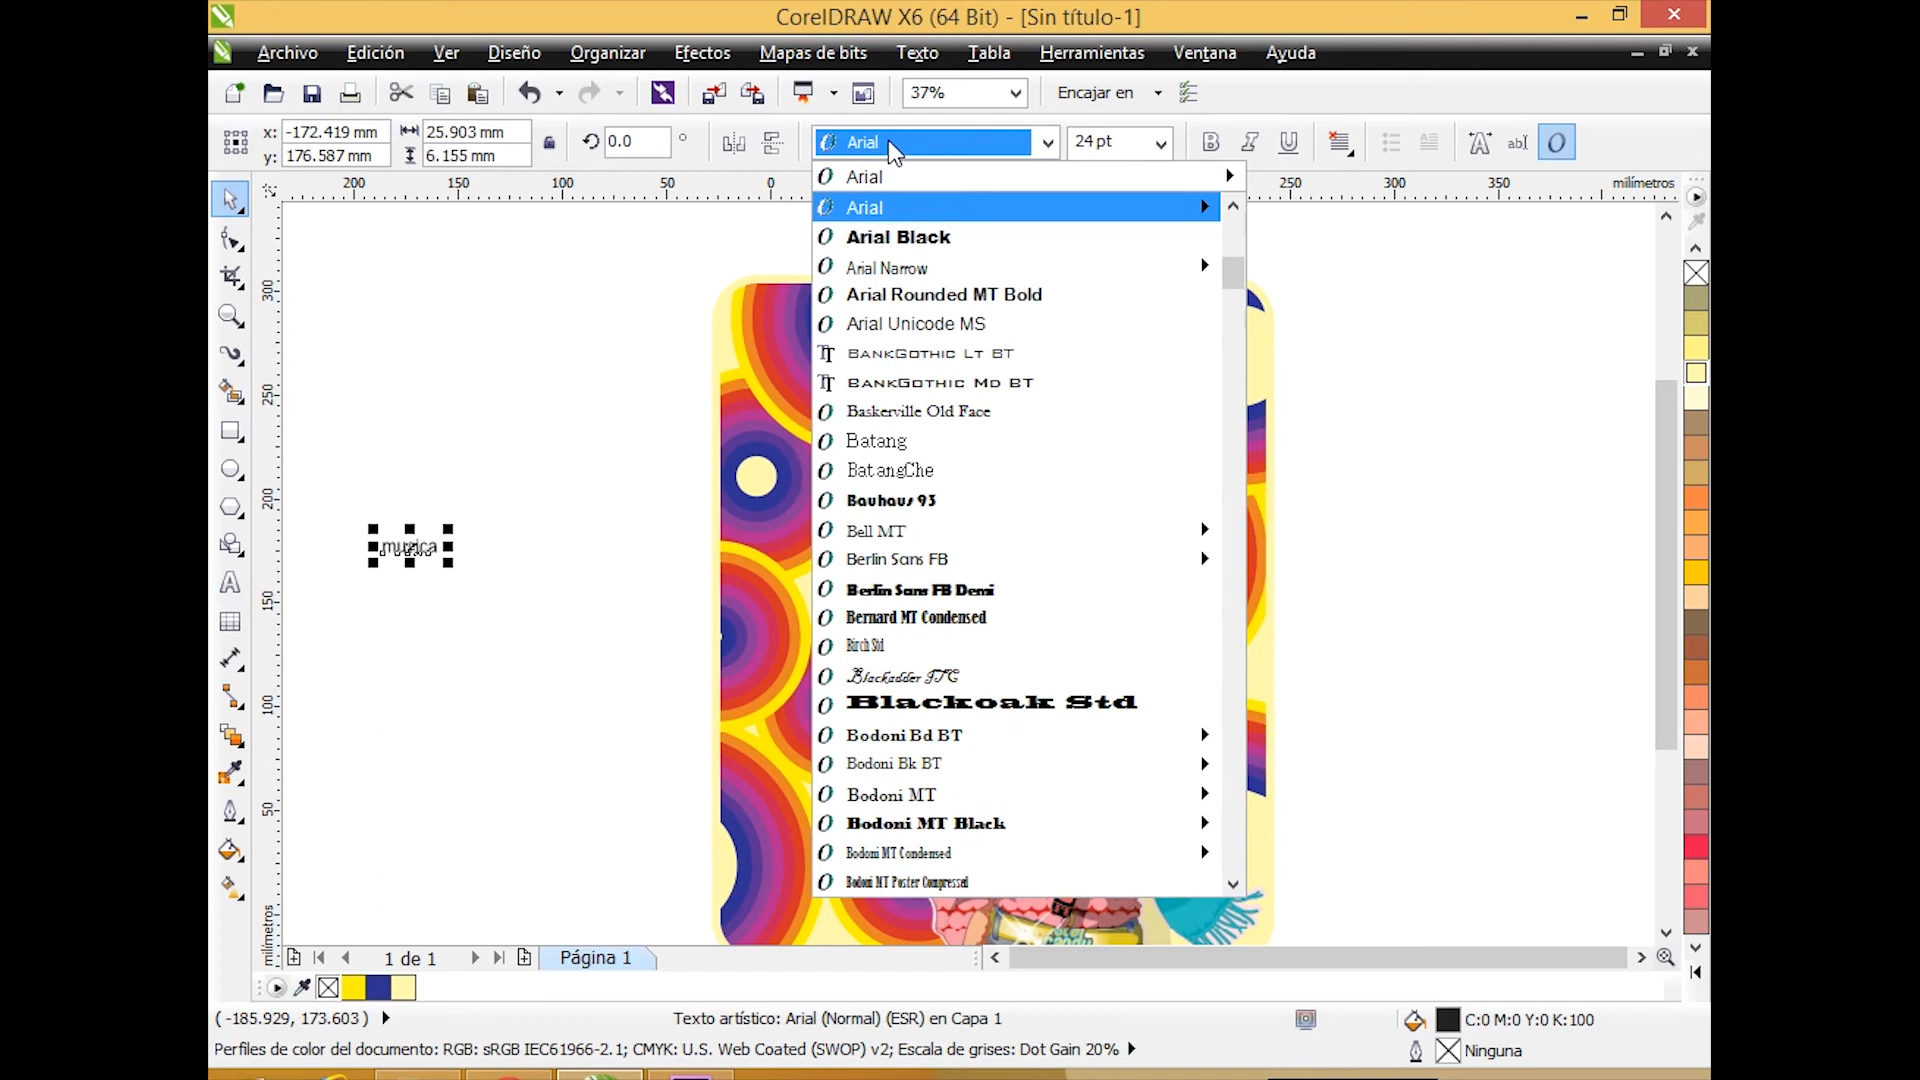 CorelDRAW X6 (64 Bit) - [Sin título-1]
Archivo Edición Ver Diseño Organizar Efectos Mapas de bits Texto Tabla Herramientas Ventana Ayuda
37% Encajar en
x: -172.419 mm 25.903 mm 0.0 ° Arial 24 pt B I U ab
y: 176.587 mm 6.155 mm
200 150 100 50 0 250 300 350 milímetros
300
250
200
150
100
50
milímetros
musica
Arial
Arial
Arial Black
Arial Narrow
Arial Rounded MT Bold
Arial Unicode MS
BankGothic Lt BT
BankGothic Md BT
Baskerville Old Face
Batang
BatangChe
Bauhaus 93
Bell MT
Berlin Sans FB
Berlin Sans FB Demi
Bernard MT Condensed
Birch Std
Blackadder ITC
Blackoak Std
Bodoni Bd BT
Bodoni Bk BT
Bodoni MT
Bodoni MT Black
Bodoni MT Condensed
Bodoni MT Poster Compressed
1 de 1 Página 1
( -185.929, 173.603 ) Texto artístico: Arial (Normal) (ESR) en Capa 1 C:0 M:0 Y:0 K:100
Perfiles de color del documento: RGB: sRGB IEC61966-2.1; CMYK: U.S. Web Coated (SWOP) v2; Escala de grises: Dot Gain 20% Ninguna